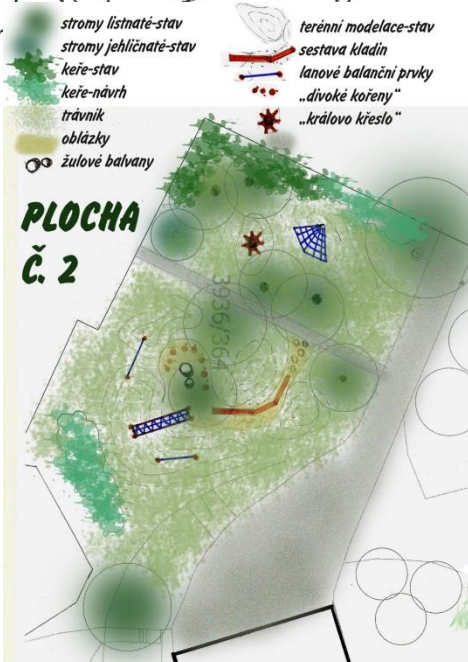 stromy listnaté-stav
stromy jehličnaté-stav
keře-stav
keře-návrh
trávník
oblázky
žulové balvany
terénní modelace-stav
sestava kladin
lanové balanční prvky
„divoké kořeny"
„královo křeslo"
PLOCHA
Č. 2
3936/364